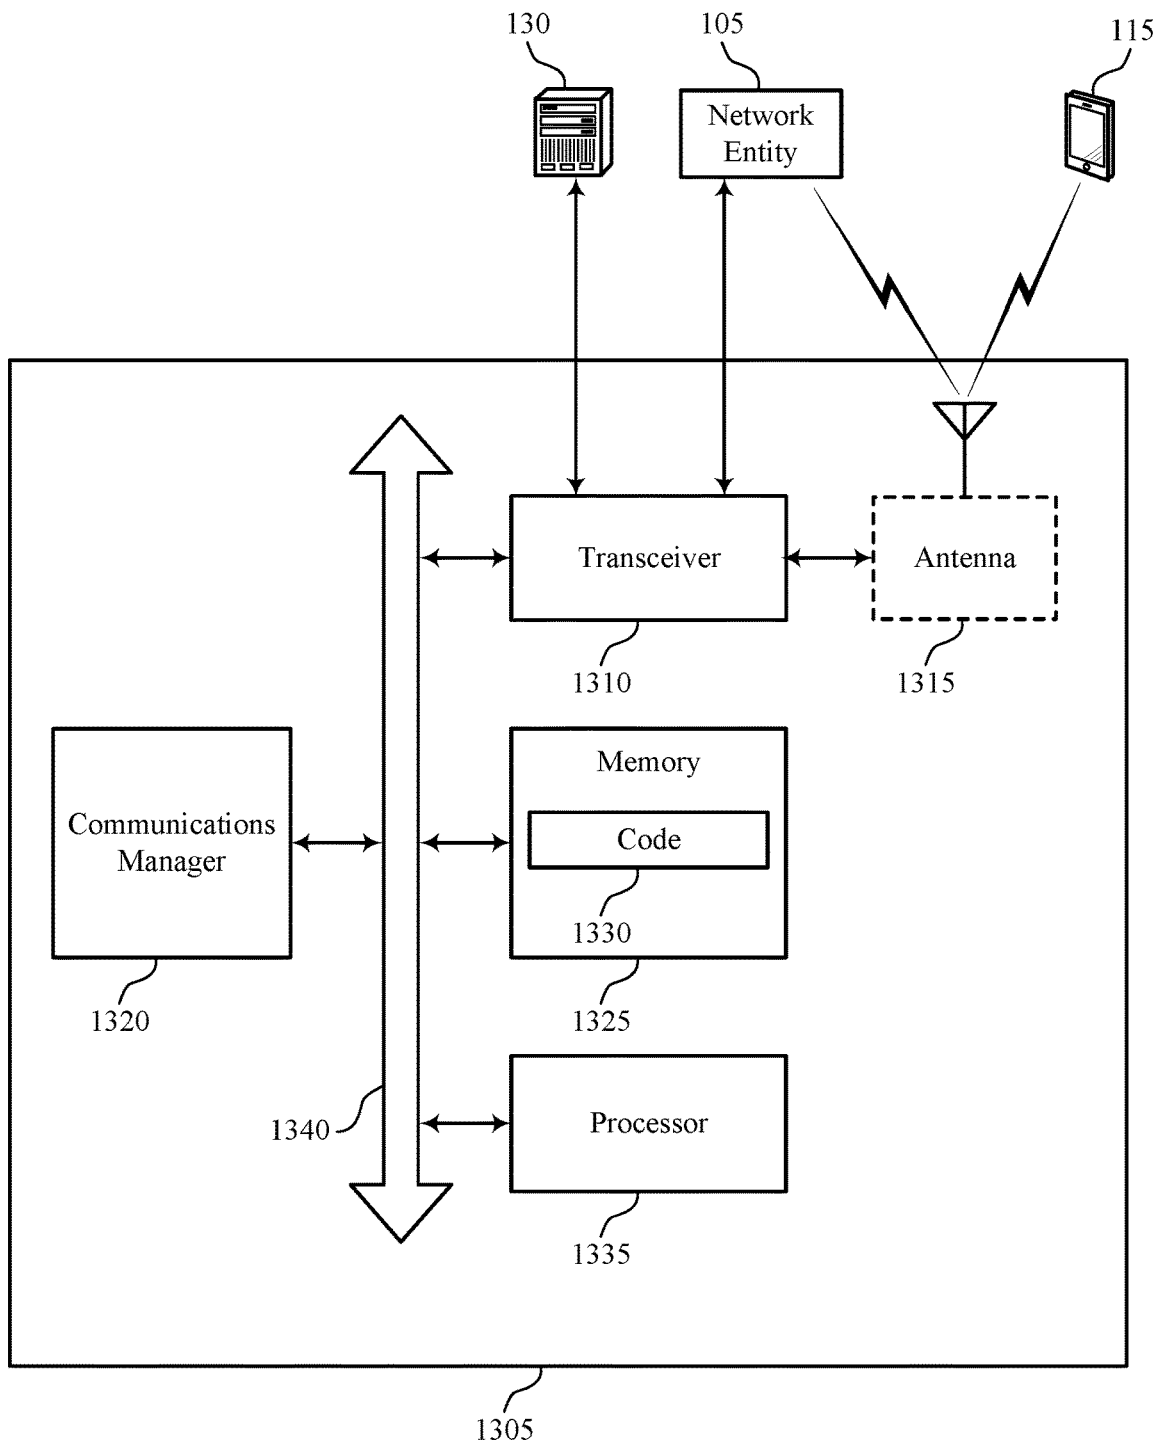 130
105
115
Network
Entity
Transceiver
Antenna
1310
1315
Communications
Manager
Memory
Code
1330
1320
1325
1340
Processor
1335
1305